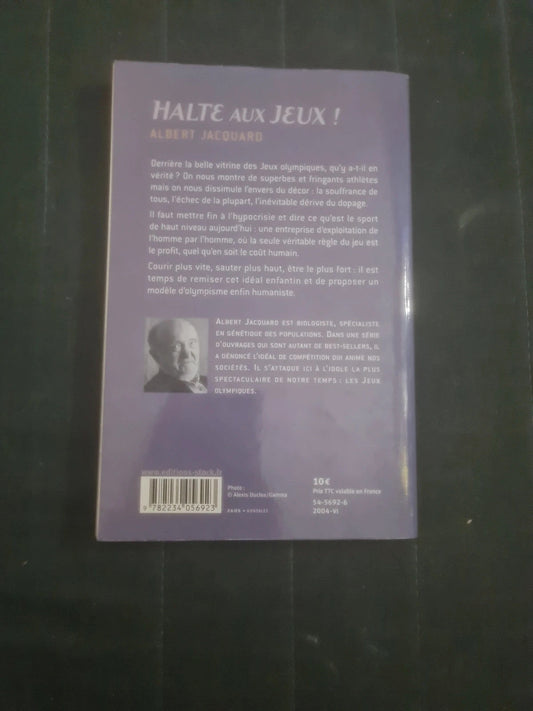 HALTE AUX JEUX !
ALBERT JACQUARD
Derrière la belle vitrine des Jeux olympiques, qu'y a-t-il en
vérité ? On nous montre de superbes et fringants athlètes
mais on nous dissimule l'envers du décor : la souffrance de
tous, l'échec de la plupart, l'inévitable dérive du dopage.
Il faut mettre fin à l'hypocrisie et dire ce qu'est le sport
de haut niveau aujourd'hui : une entreprise d'exploitation de
l'homme par l'homme, où la seule véritable règle du jeu est
le profit, quel qu'en soit le coût humain.
Courir plus vite, sauter plus haut, être le plus fort : il est
temps de remiser cet idéal enfantin et de proposer un
modèle d'olympisme enfin humaniste.
ALBERT JACQUARD EST BIOLOGISTE, SPÉCIALISTE
EN GÉNÉTIQUE DES POPULATIONS. DANS UNE SÉRIE
D'OUVRAGES QUI SONT AUTANT DE BEST-SELLERS, IL
A DÉNONCÉ L'IDÉAL DE COMPÉTITION QUI ANIME NOS
SOCIÉTÉS. IL S'ATTAQUE ICI À L'IDOLE LA PLUS
SPECTACULAIRE DE NOTRE TEMPS : LES JEUX
OLYMPIQUES.
www.editions-stock.fr
Photo :
© Alexis Duclos/Gamma
10 €
Prix TTC valable en France
54-5692-6
2004-VI
9 782234 056923